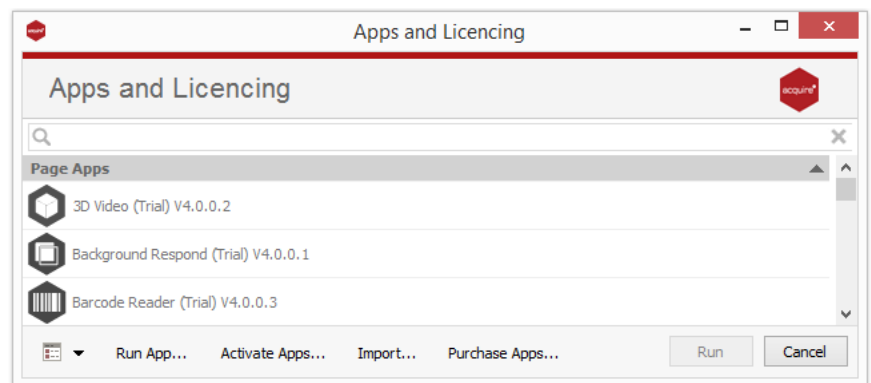 acquire
Apps and Licencing
Apps and Licencing
acquire
Page Apps
3D Video (Trial) V4.0.0.2
Background Respond (Trial) V4.0.0.1
Barcode Reader (Trial) V4.0.0.3
Run App... Activate Apps... Import... Purchase Apps... Run Cancel